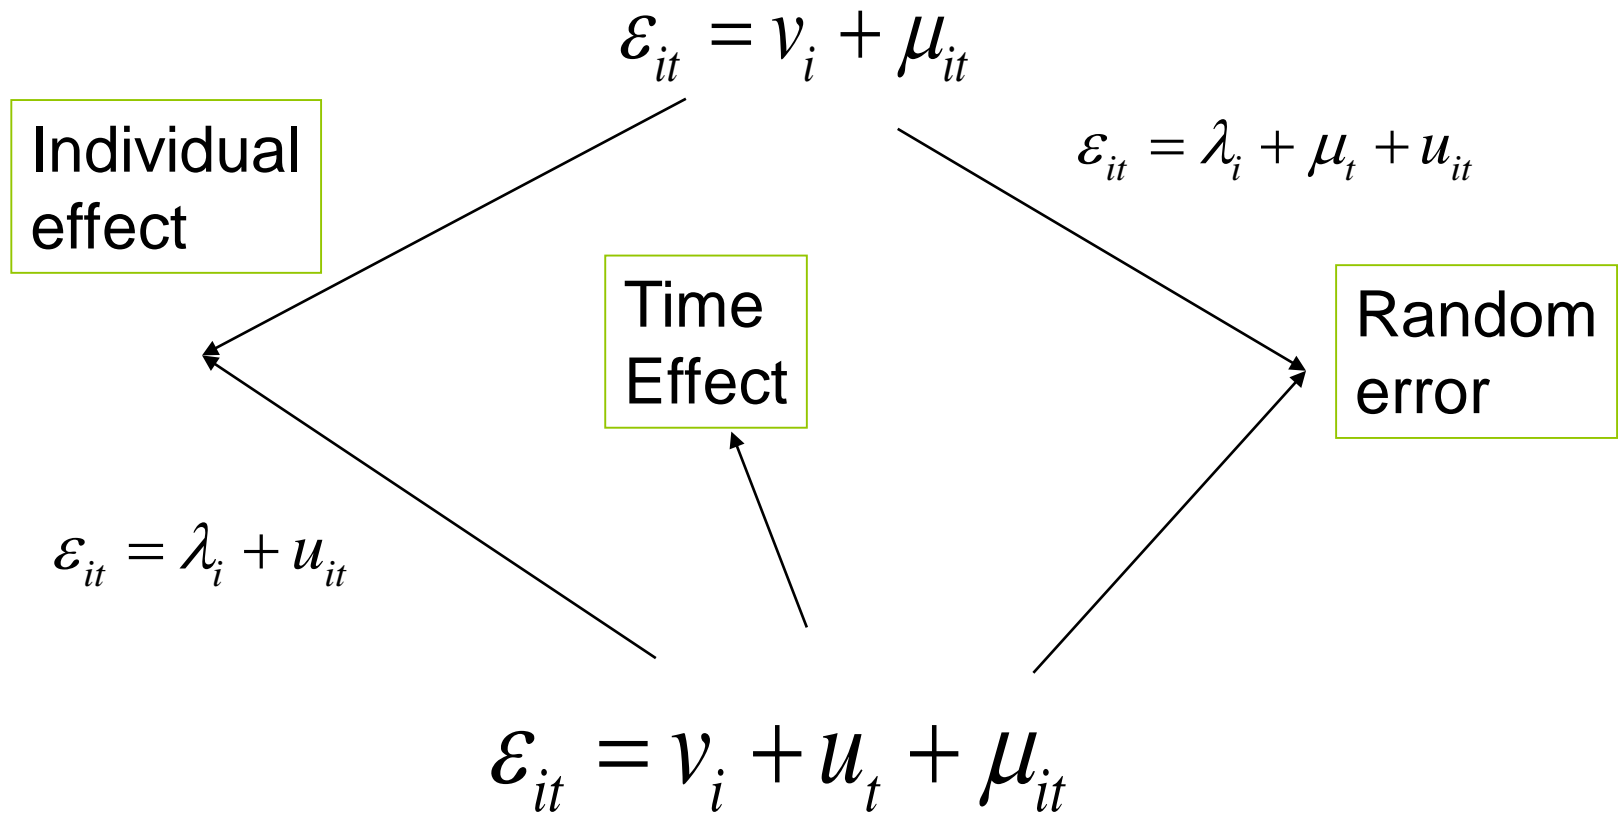 ε_it = v_i + μ_it
Individual
effect
ε_it = λ_i + μ_t + u_it
Time
Effect
Random
error
ε_it = λ_i + u_it
ε_it = v_i + u_t + μ_it